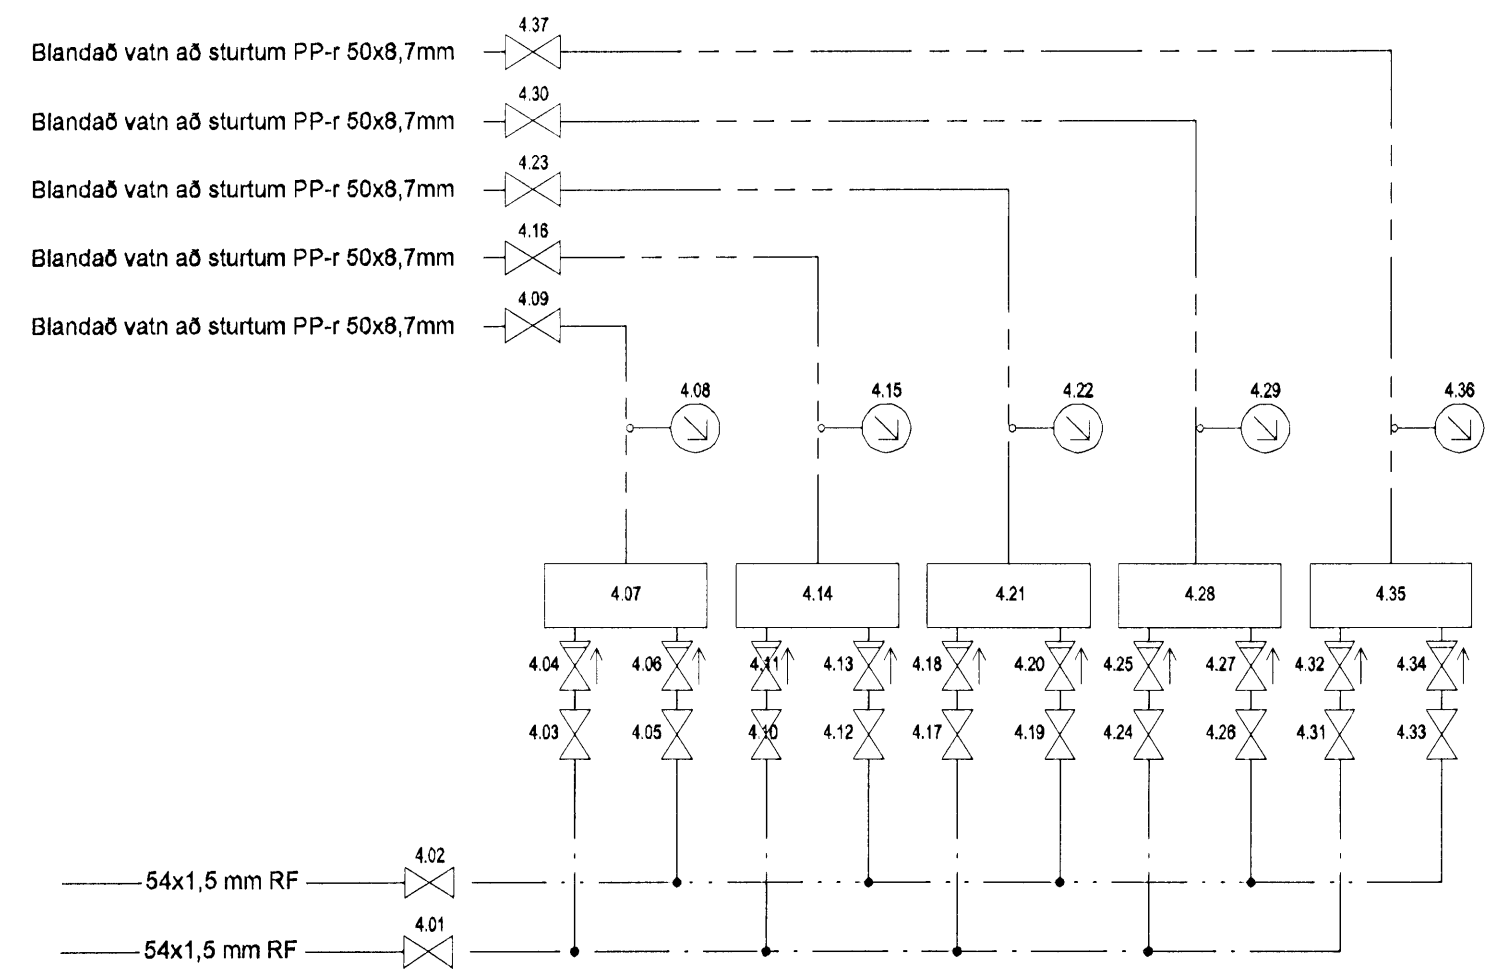 4.37
Blandað vatn að sturtum PP-r 50x8,7mm
4.30
Blandað vatn að sturtum PP-r 50x8,7mm
4.23
Blandað vatn að sturtum PP-r 50x8,7mm
4.16
Blandað vatn að sturtum PP-r 50x8,7mm
4.09
Blandað vatn að sturtum PP-r 50x8,7mm
4.08 4.15 4.22 4.29 4.36
4.07 4.14 4.21 4.28 4.35
4.04 4.06 4.11 4.13 4.18 4.20 4.25 4.27 4.32 4.34
4.03 4.05 4.10 4.12 4.17 4.19 4.24 4.26 4.31 4.33
4.02
54x1,5 mm RF
4.01
54x1,5 mm RF